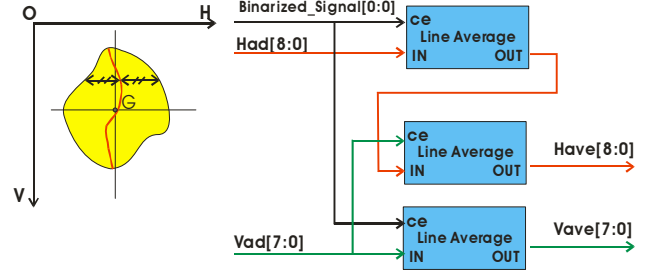 O
H
V
G
Binarized_Signal[0:0]
Had[8:0]
ce
Line Average
IN
OUT
ce
Line Average
IN
OUT
Have[8:0]
Vad[7:0]
ce
Line Average
IN
OUT
Vave[7:0]